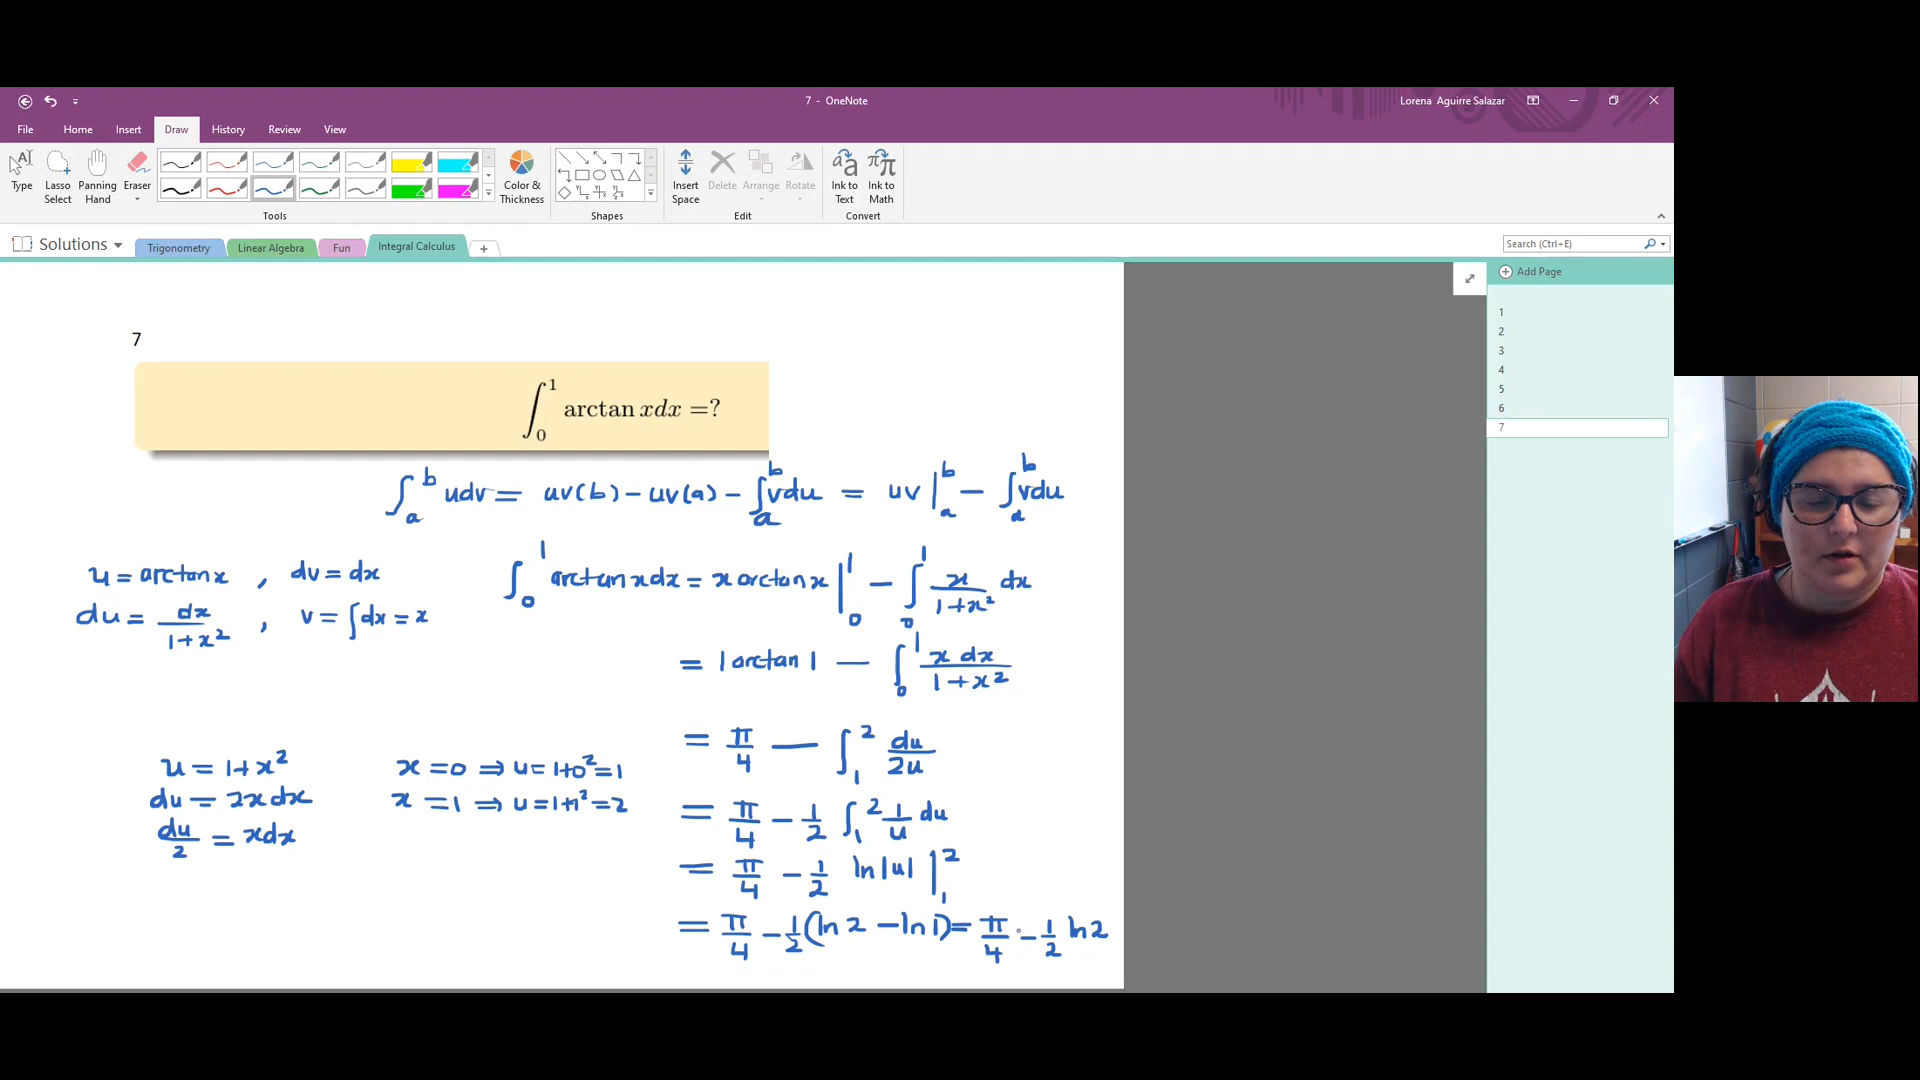 7 - OneNote
Lorena Aguirre Salazar
File Home Insert Draw History Review View
Type
Lasso Select
Panning Hand
Eraser
Color & Thickness
Insert Space
Delete
Arrange
Rotate
Ink to Text
Ink to Math
Tools
Shapes
Edit
Convert
Solutions
Trigonometry
Linear Algebra
Fun
Integral Calculus
Search (Ctrl+E)
Add Page
1
2
3
4
5
6
7
7
∫₀¹ arctan xdx =?
∫ₐᵇ udv = uv(b) – uv(a) – ∫ₐᵇ vdu = uv |ₐᵇ – ∫ₐᵇ vdu
u = arctanx , dv = dx
du = dx/(1+x²) , v = ∫dx = x
∫₀¹ arctanxdx = x arctanx |₀¹ – ∫₀¹ x/(1+x²) dx
= 1 arctan 1 – ∫₀¹ x dx/(1+x²)
= π/4 – ∫₁² du/2u
u = 1+x²
du = 2x dx
du/2 = xdx
x = 0 ⇒ u = 1+0² = 1
x = 1 ⇒ u = 1+1² = 2
= π/4 – 1/2 ∫₁² 1/u du
= π/4 – 1/2 ln|u| |₁²
= π/4 – 1/2 (ln 2 – ln 1) = π/4 – 1/2 ln 2